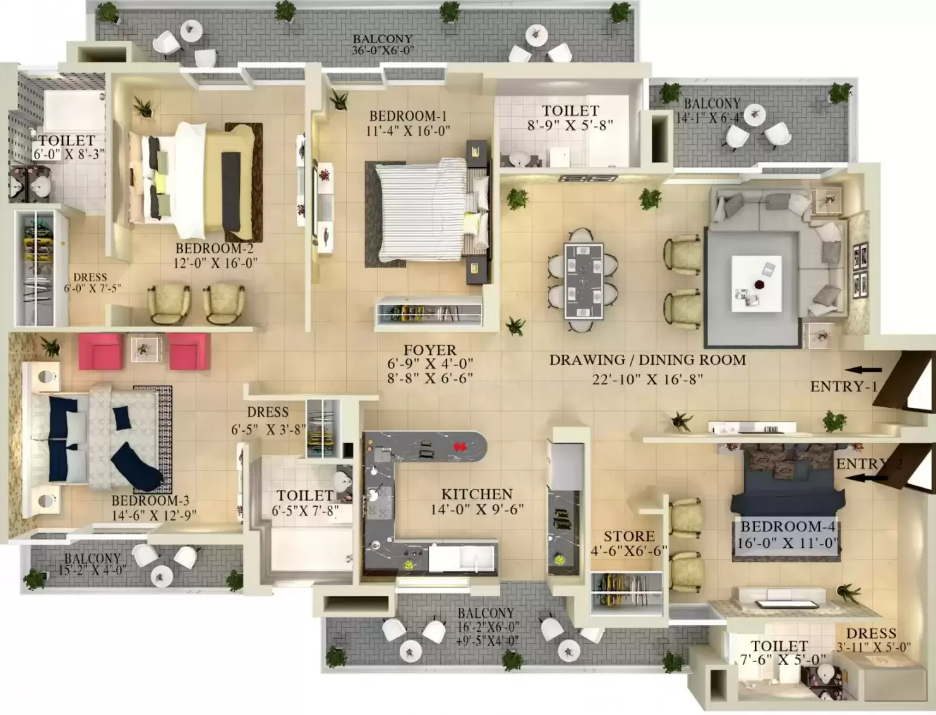 BALCONY
36'-0"X6'-0"
BALCONY
14'-1" X 6'-4"
TOILET
6'-0" X 8'-3"
BEDROOM-1
11'-4" X 16'-0"
TOILET
8'-9" X 5'-8"
BEDROOM-2
12'-0" X 16'-0"
DRESS
6'-0" X 7'-5"
FOYER
6'-9" X 4'-0"
8'-8" X 6'-6"
DRAWING / DINING ROOM
22'-10" X 16'-8"
ENTRY-1
DRESS
6'-5" X 3'-8"
ENTRY-2
BEDROOM-3
14'-6" X 12'-9"
TOILET
6'-5"X 7'-8"
KITCHEN
14'-0" X 9'-6"
STORE
4'-6"X6'-6"
BEDROOM-4
16'-0" X 11'-0"
BALCONY
15'-2" X 4'-0"
BALCONY
16'-2"X6'-0"
+9'-5"X4'-0"
TOILET
7'-6" X 5'-0"
DRESS
3'-11" X 5'-0"